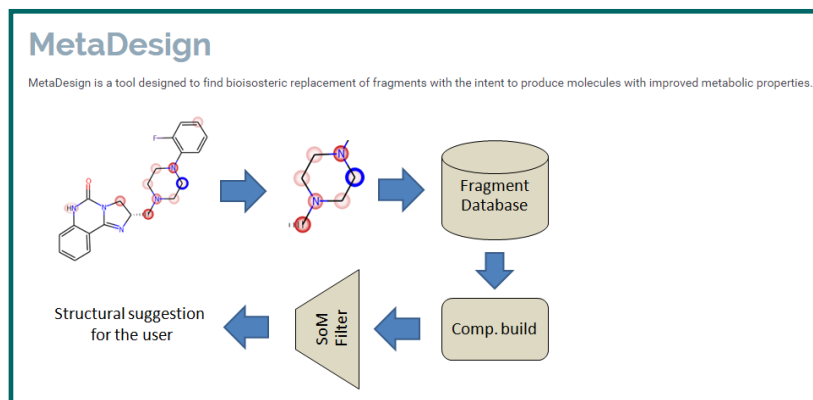 MetaDesign
MetaDesign is a tool designed to find bioisosteric replacement of fragments with the intent to produce molecules with improved metabolic properties.
F
N
N
O
HN
N
N
N
N
Fragment
Database
Structural suggestion
for the user
SoM
Filter
Comp. build